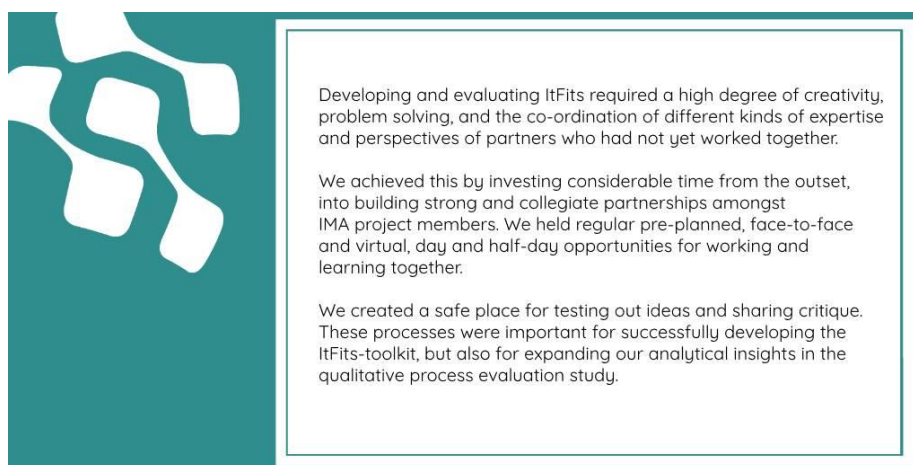 Developing and evaluating ItFits required a high degree of creativity,
problem solving, and the co-ordination of different kinds of expertise
and perspectives of partners who had not yet worked together.
We achieved this by investing considerable time from the outset,
into building strong and collegiate partnerships amongst
IMA project members. We held regular pre-planned, face-to-face
and virtual, day and half-day opportunities for working and
learning together.
We created a safe place for testing out ideas and sharing critique.
These processes were important for successfully developing the
ItFits-toolkit, but also for expanding our analytical insights in the
qualitative process evaluation study.